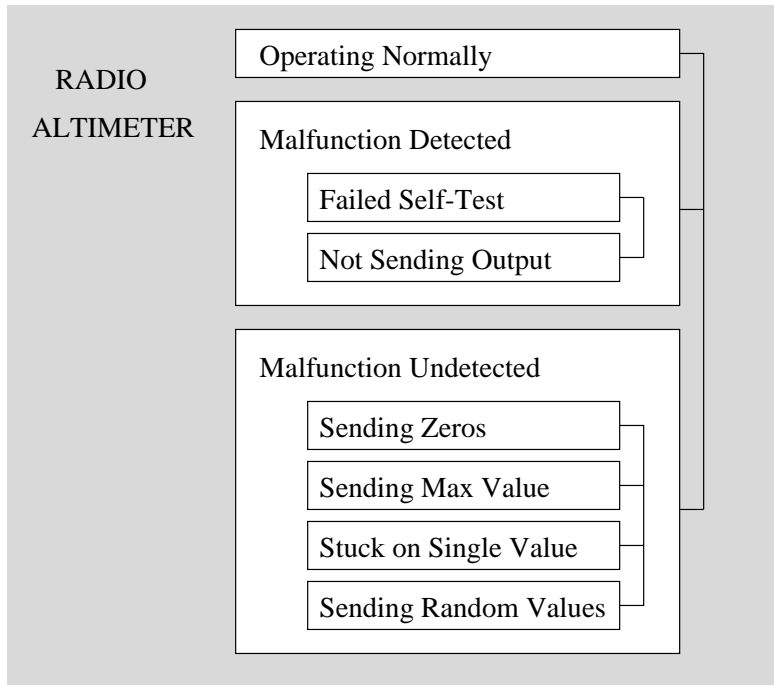 RADIO
ALTIMETER
Operating Normally
Malfunction Detected
Failed Self-Test
Not Sending Output
Malfunction Undetected
Sending Zeros
Sending Max Value
Stuck on Single Value
Sending Random Values